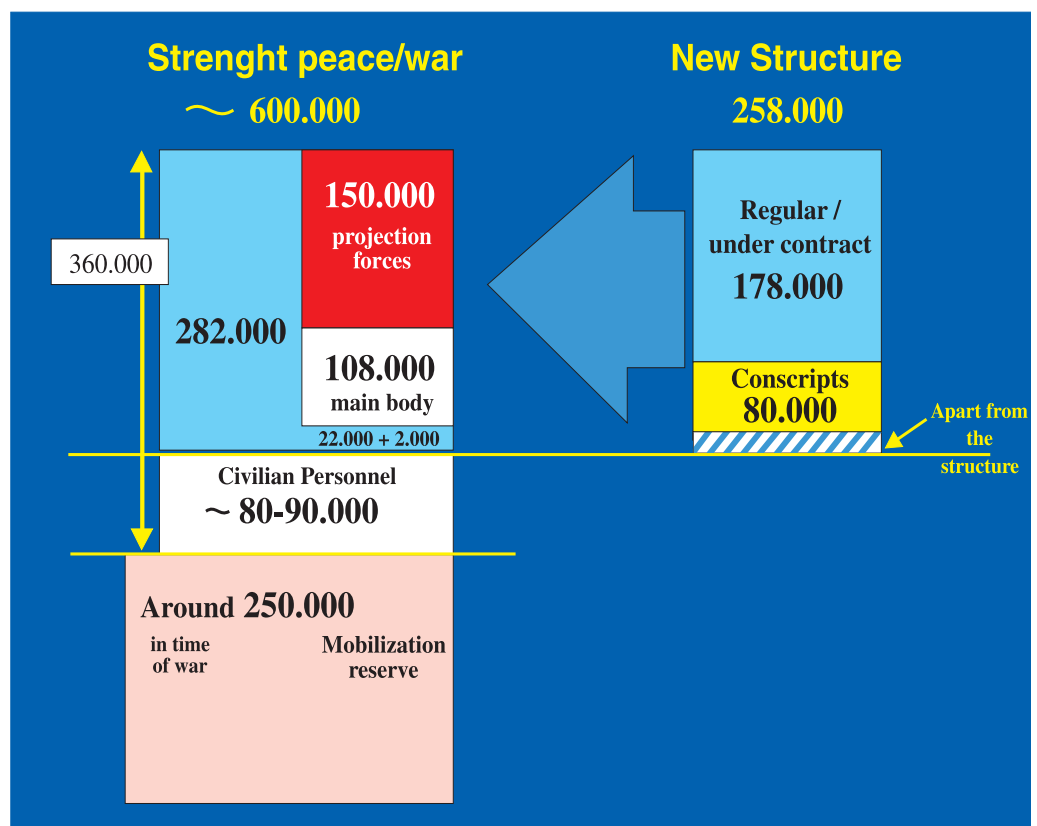 Strenght peace/war
~ 600.000
New Structure
258.000
360.000
282.000
150.000
projection
forces
108.000
main body
22.000 + 2.000
Civilian Personnel
~ 80-90.000
Around 250.000
in time
of war
Mobilization
reserve
Regular /
under contract
178.000
Conscripts
80.000
Apart from
the
structure